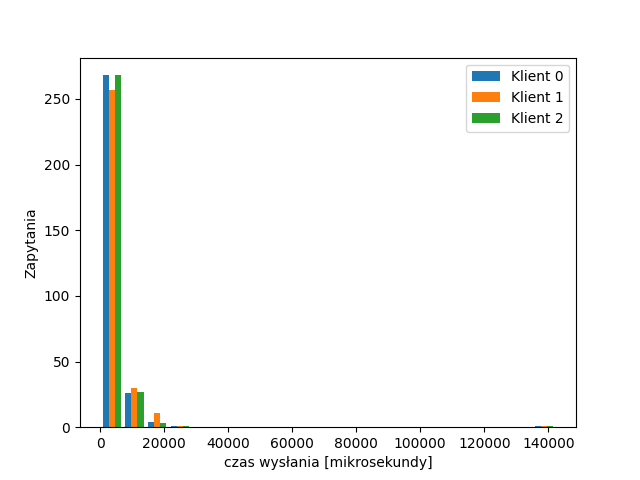 Klient 0
Klient 1
Klient 2
250
200
150
100
50
0
Zapytania
0 20000 40000 60000 80000 100000 120000 140000
czas wysłania [mikrosekundy]